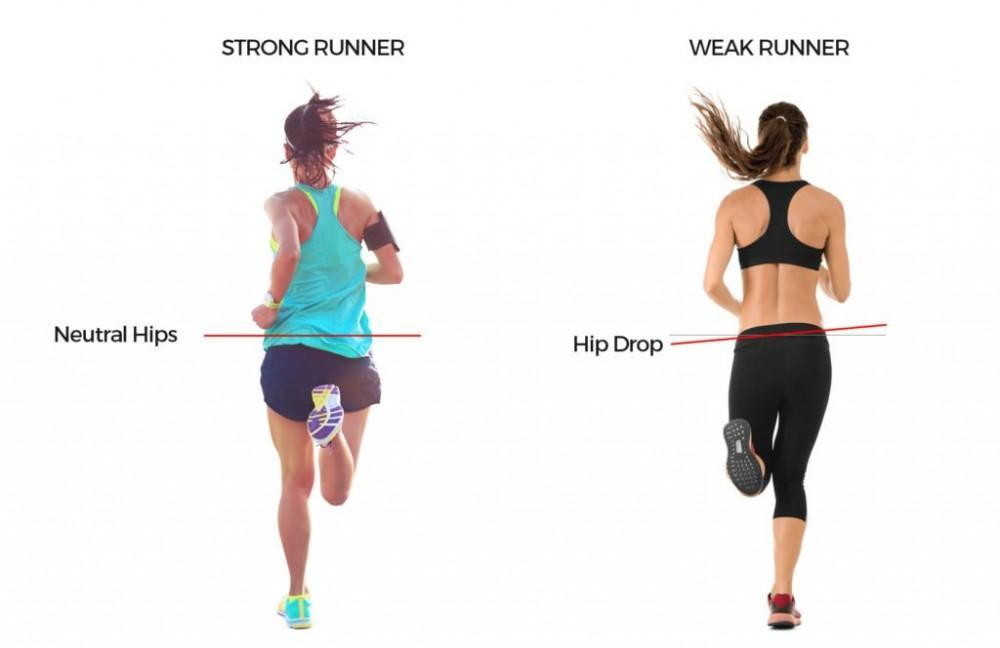 STRONG RUNNER
WEAK RUNNER
Neutral Hips
Hip Drop